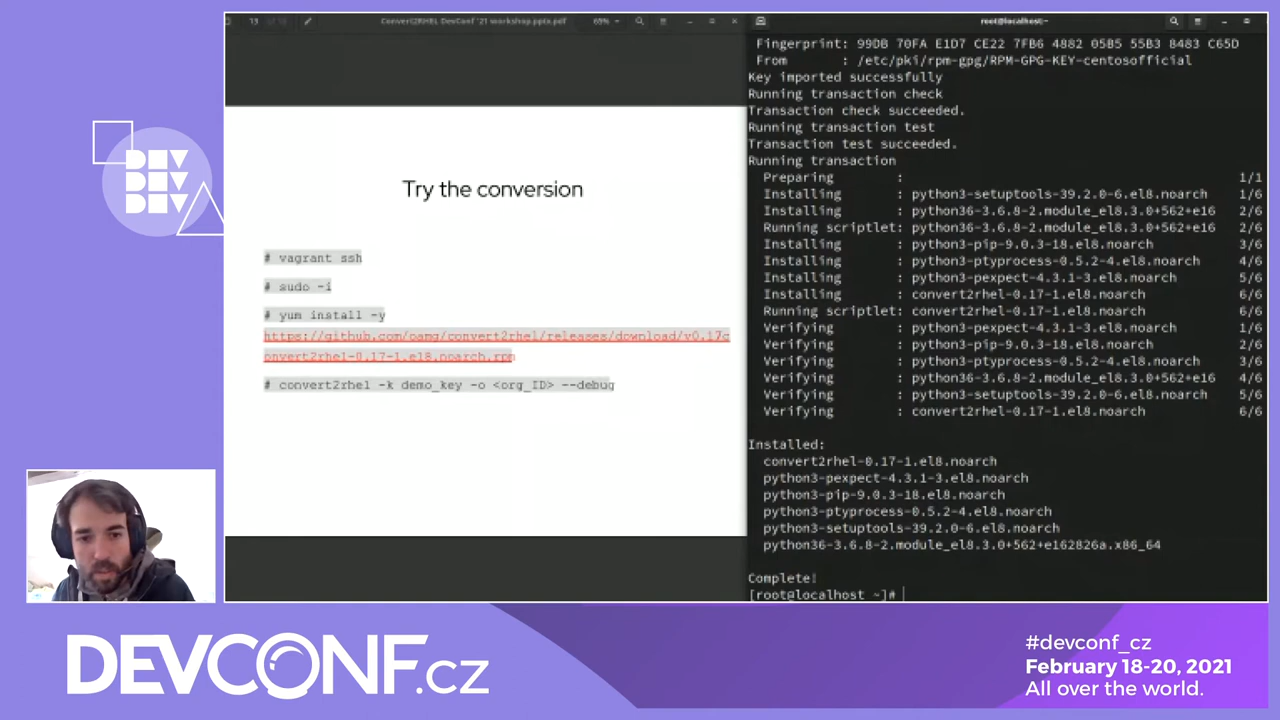 13
Convert2RHEL DevConf '21 workshop.pptx.pdf
69%
Try the conversion
# vagrant ssh
# sudo -i
# yum install -y
https://github.com/oamg/convert2rhel/releases/download/v0.17c
onvert2rhel-0.17-1.el8.noarch.rpm
# convert2rhel -k demo_key -o <org_ID> --debug
root@localhost:~
Fingerprint: 99DB 70FA E1D7 CE22 7FB6 4882 05B5 55B3 8483 C65D
From : /etc/pki/rpm-gpg/RPM-GPG-KEY-centosofficial
Key imported successfully
Running transaction check
Transaction check succeeded.
Running transaction test
Transaction test succeeded.
Running transaction
Preparing : 1/1
Installing : python3-setuptools-39.2.0-6.el8.noarch 1/6
Installing : python36-3.6.8-2.module_el8.3.0+562+e16 2/6
Running scriptlet: python36-3.6.8-2.module_el8.3.0+562+e16 2/6
Installing : python3-pip-9.0.3-18.el8.noarch 3/6
Installing : python3-ptyprocess-0.5.2-4.el8.noarch 4/6
Installing : python3-pexpect-4.3.1-3.el8.noarch 5/6
Installing : convert2rhel-0.17-1.el8.noarch 6/6
Running scriptlet: convert2rhel-0.17-1.el8.noarch 6/6
Verifying : python3-pexpect-4.3.1-3.el8.noarch 1/6
Verifying : python3-pip-9.0.3-18.el8.noarch 2/6
Verifying : python3-ptyprocess-0.5.2-4.el8.noarch 3/6
Verifying : python36-3.6.8-2.module_el8.3.0+562+e16 4/6
Verifying : python3-setuptools-39.2.0-6.el8.noarch 5/6
Verifying : convert2rhel-0.17-1.el8.noarch 6/6
Installed:
convert2rhel-0.17-1.el8.noarch
python3-pexpect-4.3.1-3.el8.noarch
python3-pip-9.0.3-18.el8.noarch
python3-ptyprocess-0.5.2-4.el8.noarch
python3-setuptools-39.2.0-6.el8.noarch
python36-3.6.8-2.module_el8.3.0+562+e162826a.x86_64
Complete!
[root@localhost ~]#
DEV
DEV
DEV
DEVCONF.cz
#devconf_cz
February 18-20, 2021
All over the world.